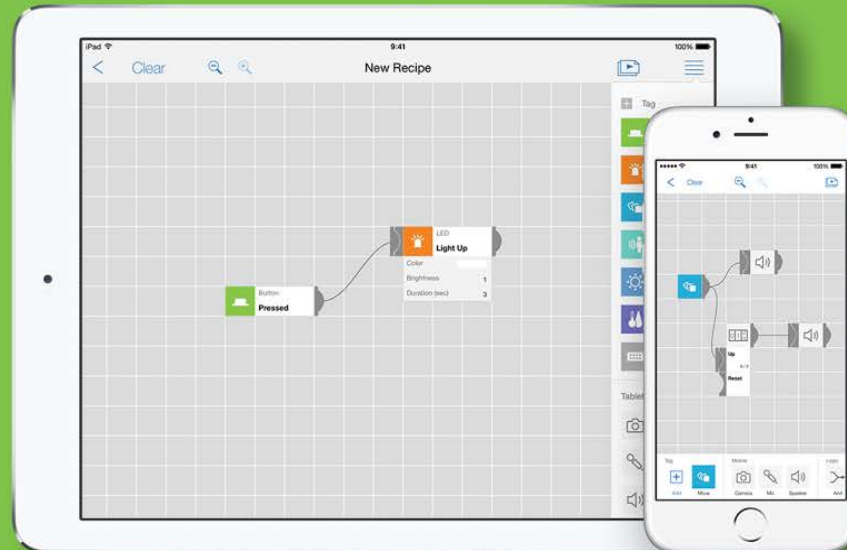 iPad 9:41 100%
Clear New Recipe
Tag
LED
Light Up
Color
Brightness 1
Duration (sec) 3
Button
Pressed
Tablet
9:41 100%
Clear
Up
Reset
Tag Mobile Logic
Add Move Camera Mic Speaker And